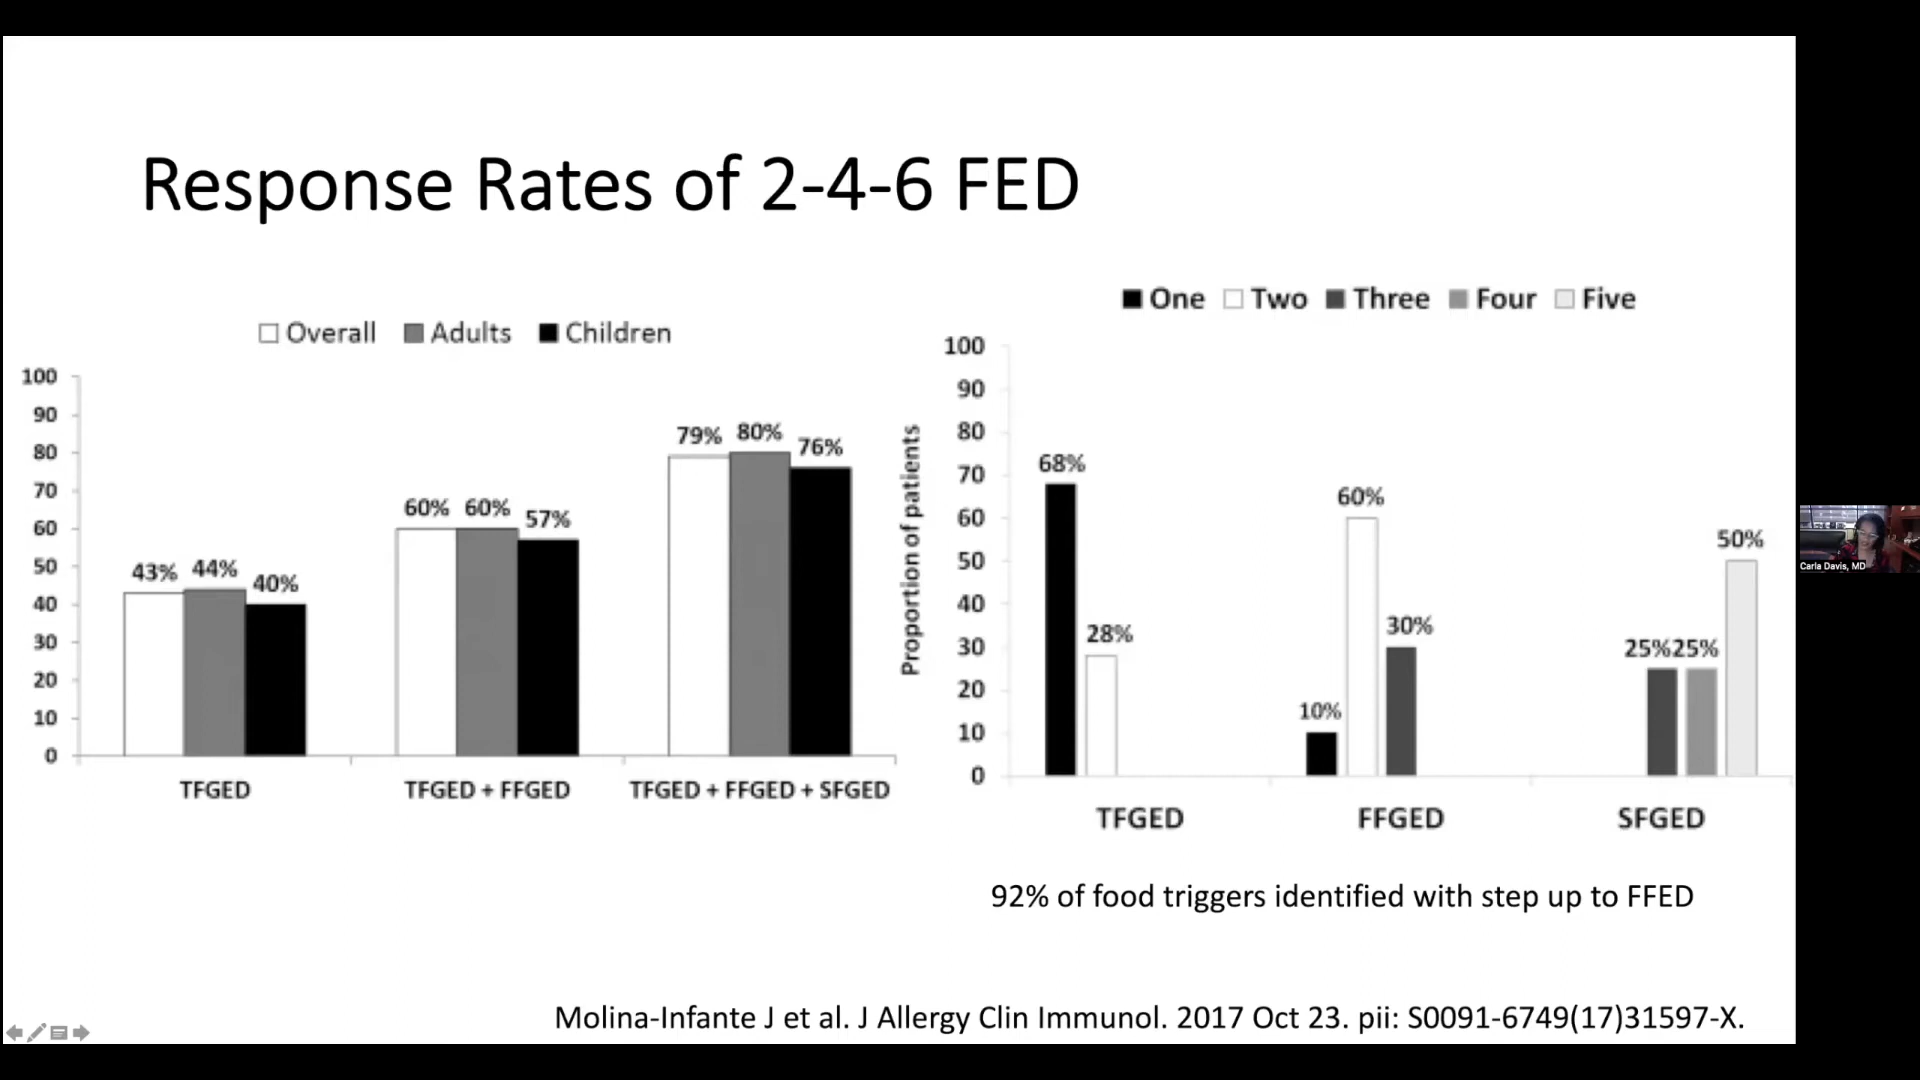 Response Rates of 2-4-6 FED
Overall Adults Children
100
90
80
70
60
50
40
30
20
10
0
43% 44% 40%
60% 60% 57%
79% 80% 76%
TFGED TFGED + FFGED TFGED + FFGED + SFGED
One Two Three Four Five
Proportion of patients
100
90
80
70
60
50
40
30
20
10
0
68% 28%
10% 60% 30%
25% 25% 50%
TFGED FFGED SFGED
92% of food triggers identified with step up to FFED
Molina-Infante J et al. J Allergy Clin Immunol. 2017 Oct 23. pii: S0091-6749(17)31597-X.
Carla Davis, MD